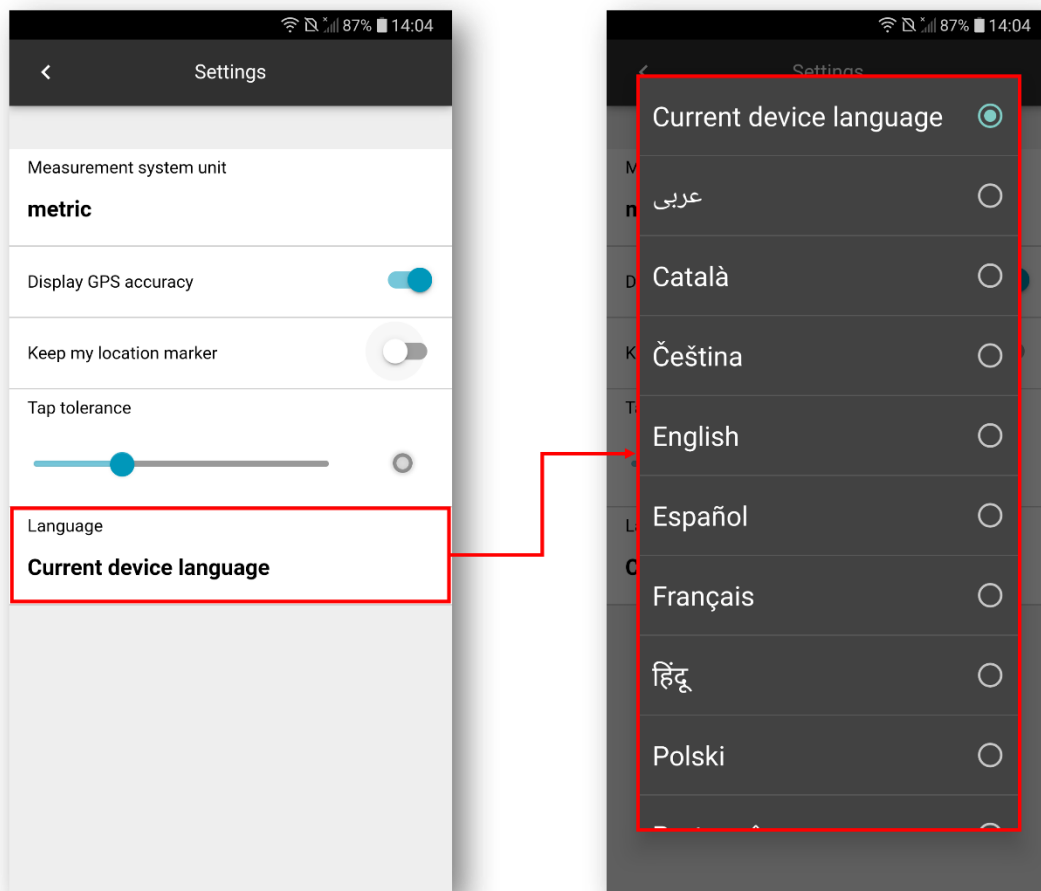 87% 14:04
Settings
Measurement system unit
metric
Display GPS accuracy
Keep my location marker
Tap tolerance
Language
Current device language
87% 14:04
Settings
Current device language
عربى
Català
Čeština
English
Español
Français
हिंदू
Polski